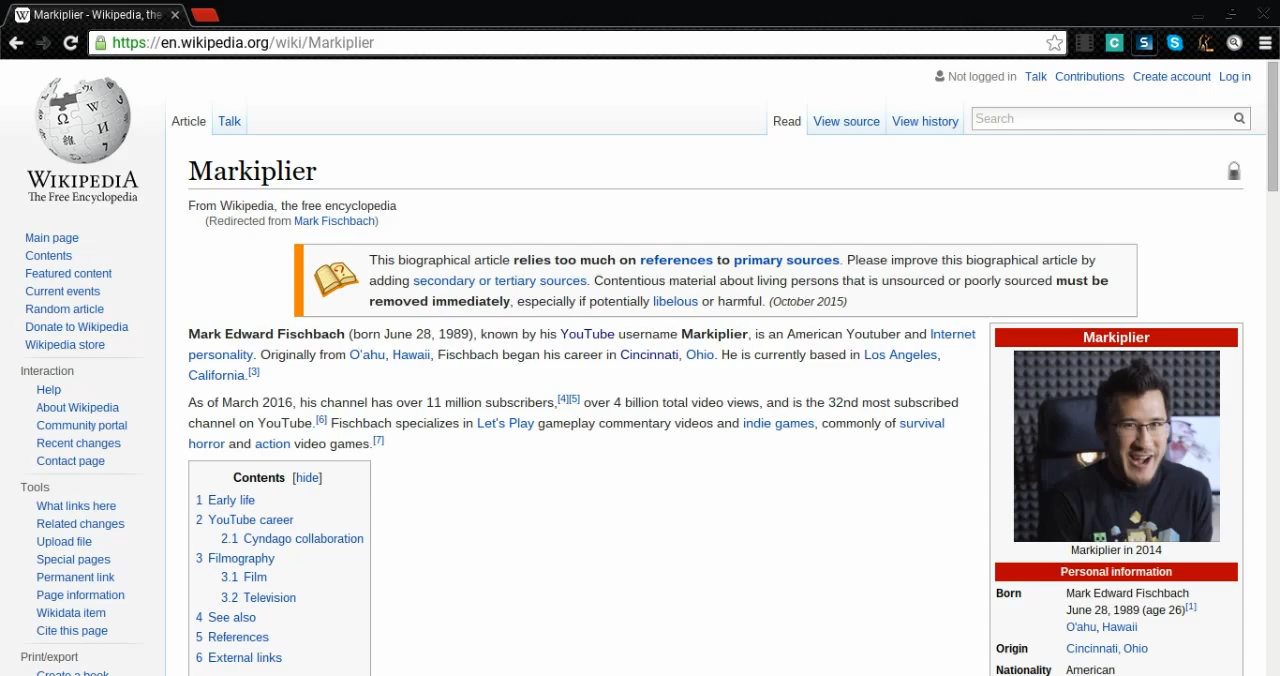 Markiplier - Wikipedia, the
https://en.wikipedia.org/wiki/Markiplier
Not logged in Talk Contributions Create account Log in
Article Talk Read View source View history Search
WIKIPEDIA
The Free Encyclopedia
Main page
Contents
Featured content
Current events
Random article
Donate to Wikipedia
Wikipedia store
Interaction
Help
About Wikipedia
Community portal
Recent changes
Contact page
Tools
What links here
Related changes
Upload file
Special pages
Permanent link
Page information
Wikidata item
Cite this page
Print/export
Create a book
Markiplier
From Wikipedia, the free encyclopedia
(Redirected from Mark Fischbach)
This biographical article relies too much on references to primary sources. Please improve this biographical article by
adding secondary or tertiary sources. Contentious material about living persons that is unsourced or poorly sourced must be
removed immediately, especially if potentially libelous or harmful. (October 2015)
Mark Edward Fischbach (born June 28, 1989), known by his YouTube username Markiplier, is an American Youtuber and Internet
personality. Originally from O'ahu, Hawaii, Fischbach began his career in Cincinnati, Ohio. He is currently based in Los Angeles,
California.[3]
As of March 2016, his channel has over 11 million subscribers,[4][5] over 4 billion total video views, and is the 32nd most subscribed
channel on YouTube.[6] Fischbach specializes in Let's Play gameplay commentary videos and indie games, commonly of survival
horror and action video games.[7]
Contents [hide]
1 Early life
2 YouTube career
2.1 Cyndago collaboration
3 Filmography
3.1 Film
3.2 Television
4 See also
5 References
6 External links
Markiplier
Markiplier in 2014
Personal information
Born Mark Edward Fischbach
June 28, 1989 (age 26)[1]
O'ahu, Hawaii
Origin Cincinnati, Ohio
Nationality American